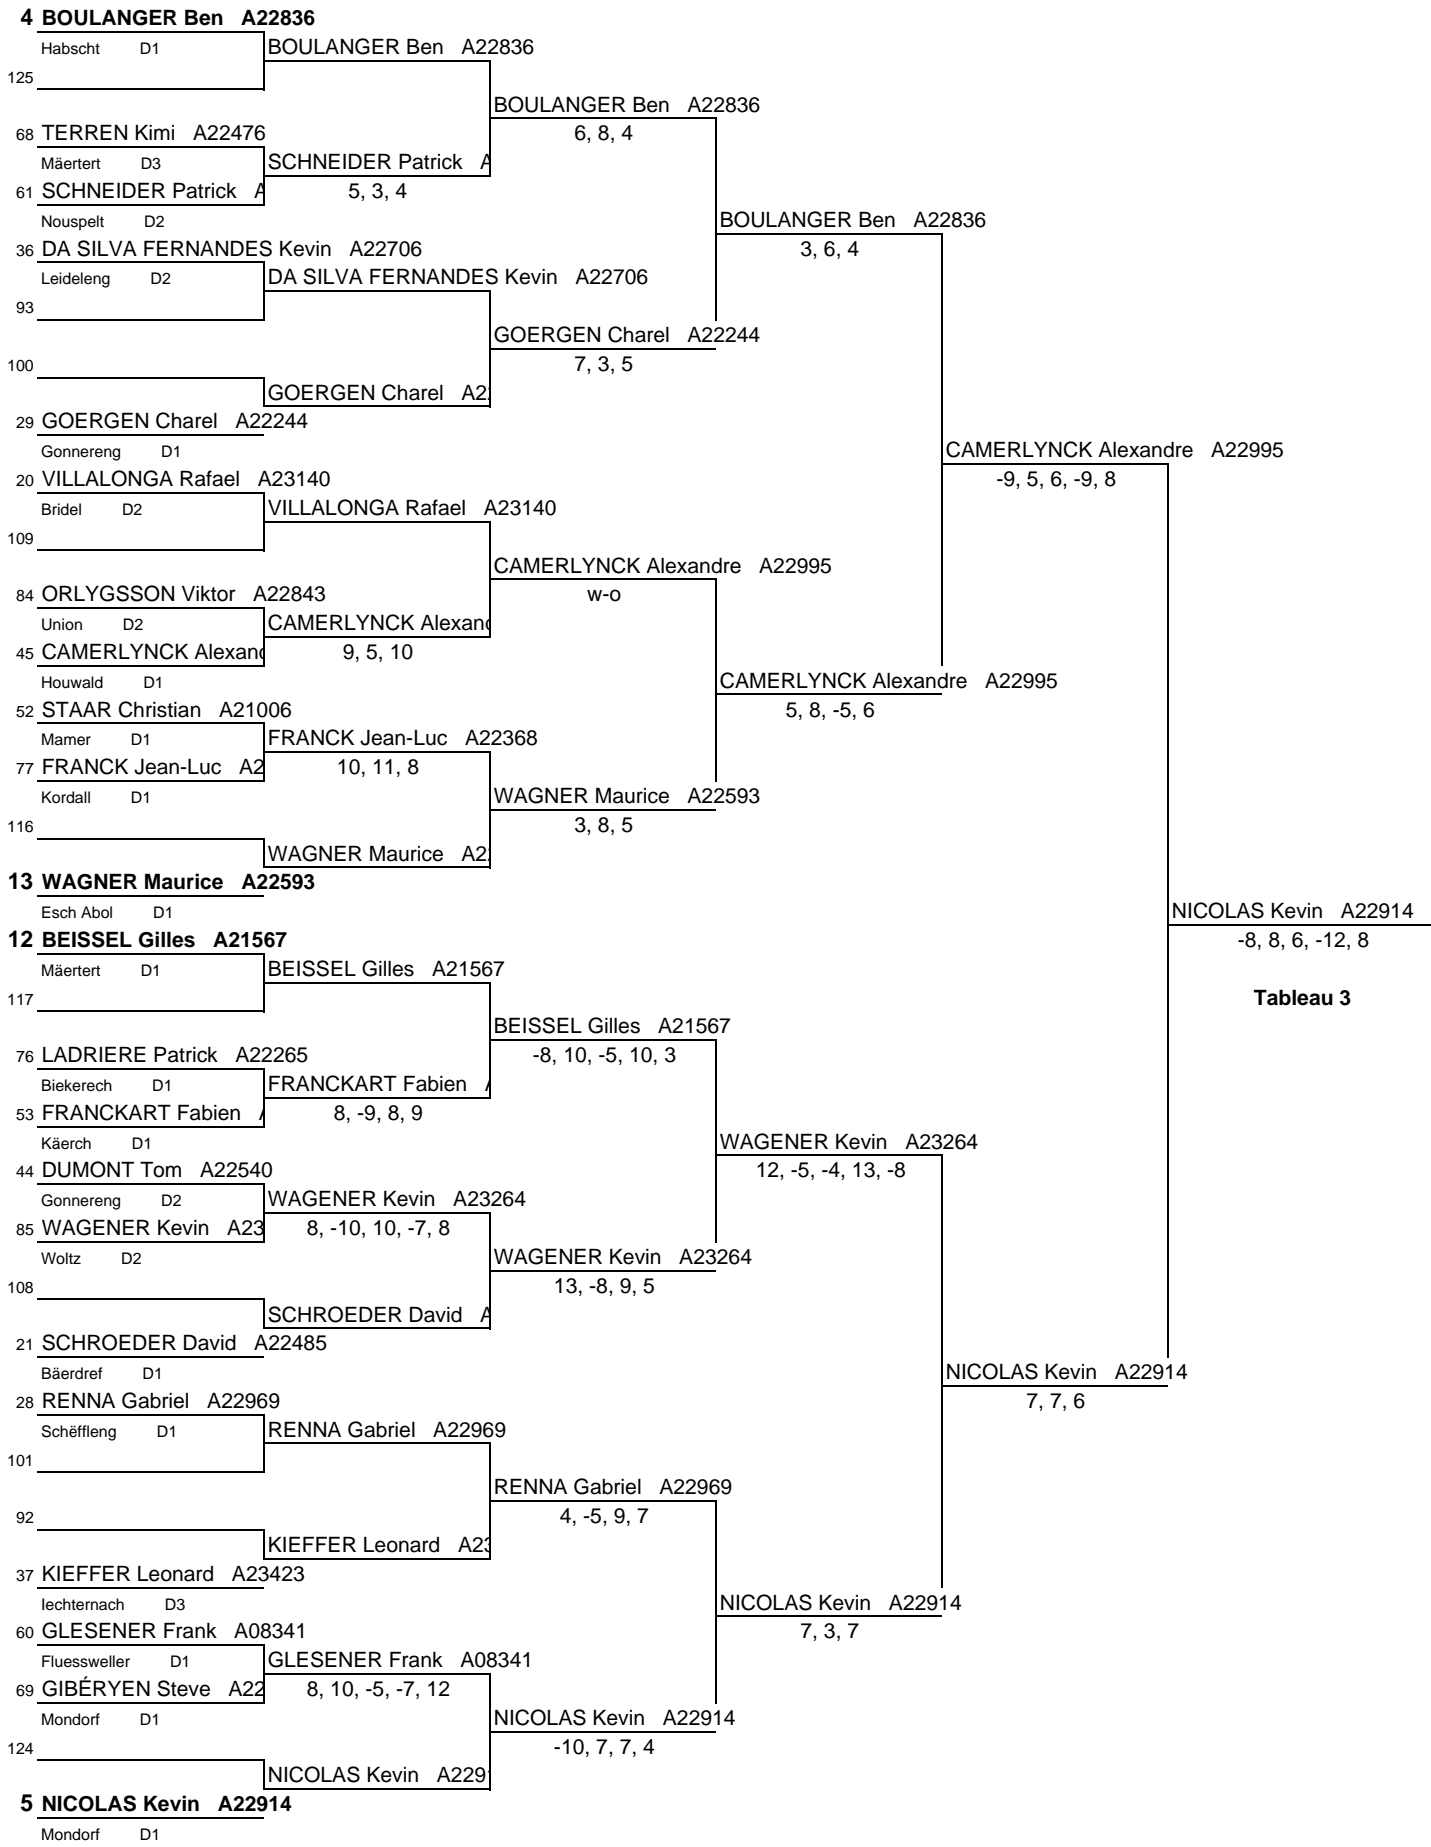 4 BOULANGER Ben A22836
Habscht D1 BOULANGER Ben A22836
125
BOULANGER Ben A22836
68 TERREN Kimi A22476 6, 8, 4
Mäertert D3 SCHNEIDER Patrick A
61 SCHNEIDER Patrick A 5, 3, 4
Nouspelt D2 BOULANGER Ben A22836
36 DA SILVA FERNANDES Kevin A22706 3, 6, 4
Leideleng D2 DA SILVA FERNANDES Kevin A22706
93
GOERGEN Charel A22244
100 7, 3, 5
GOERGEN Charel A2
29 GOERGEN Charel A22244
Gonnereng D1 CAMERLYNCK Alexandre A22995
20 VILLALONGA Rafael A23140 -9, 5, 6, -9, 8
Bridel D2 VILLALONGA Rafael A23140
109
CAMERLYNCK Alexandre A22995
84 ORLYGSSON Viktor A22843 w-o
Union D2 CAMERLYNCK Alexand
45 CAMERLYNCK Alexand 9, 5, 10
Houwald D1 CAMERLYNCK Alexandre A22995
52 STAAR Christian A21006 5, 8, -5, 6
Mamer D1 FRANCK Jean-Luc A22368
77 FRANCK Jean-Luc A2 10, 11, 8
Kordall D1 WAGNER Maurice A22593
116 3, 8, 5
WAGNER Maurice A2
13 WAGNER Maurice A22593
Esch Abol D1 NICOLAS Kevin A22914
12 BEISSEL Gilles A21567 -8, 8, 6, -12, 8
Mäertert D1 BEISSEL Gilles A21567
117 Tableau 3
BEISSEL Gilles A21567
76 LADRIERE Patrick A22265 -8, 10, -5, 10, 3
Biekerech D1 FRANCKART Fabien
53 FRANCKART Fabien 8, -9, 8, 9
Käerch D1 WAGENER Kevin A23264
44 DUMONT Tom A22540 12, -5, -4, 13, -8
Gonnereng D2 WAGENER Kevin A23264
85 WAGENER Kevin A23 8, -10, 10, -7, 8
Woltz D2 WAGENER Kevin A23264
108 13, -8, 9, 5
SCHROEDER David A
21 SCHROEDER David A22485
Bäerdref D1 NICOLAS Kevin A22914
28 RENNA Gabriel A22969 7, 7, 6
Schëffleng D1 RENNA Gabriel A22969
101
RENNA Gabriel A22969
92 4, -5, 9, 7
KIEFFER Leonard A23
37 KIEFFER Leonard A23423
Iechternach D3 NICOLAS Kevin A22914
60 GLESENER Frank A08341 7, 3, 7
Fluessweller D1 GLESENER Frank A08341
69 GIBÉRYEN Steve A22 8, 10, -5, -7, 12
Mondorf D1 NICOLAS Kevin A22914
124 -10, 7, 7, 4
NICOLAS Kevin A229
5 NICOLAS Kevin A22914
Mondorf D1